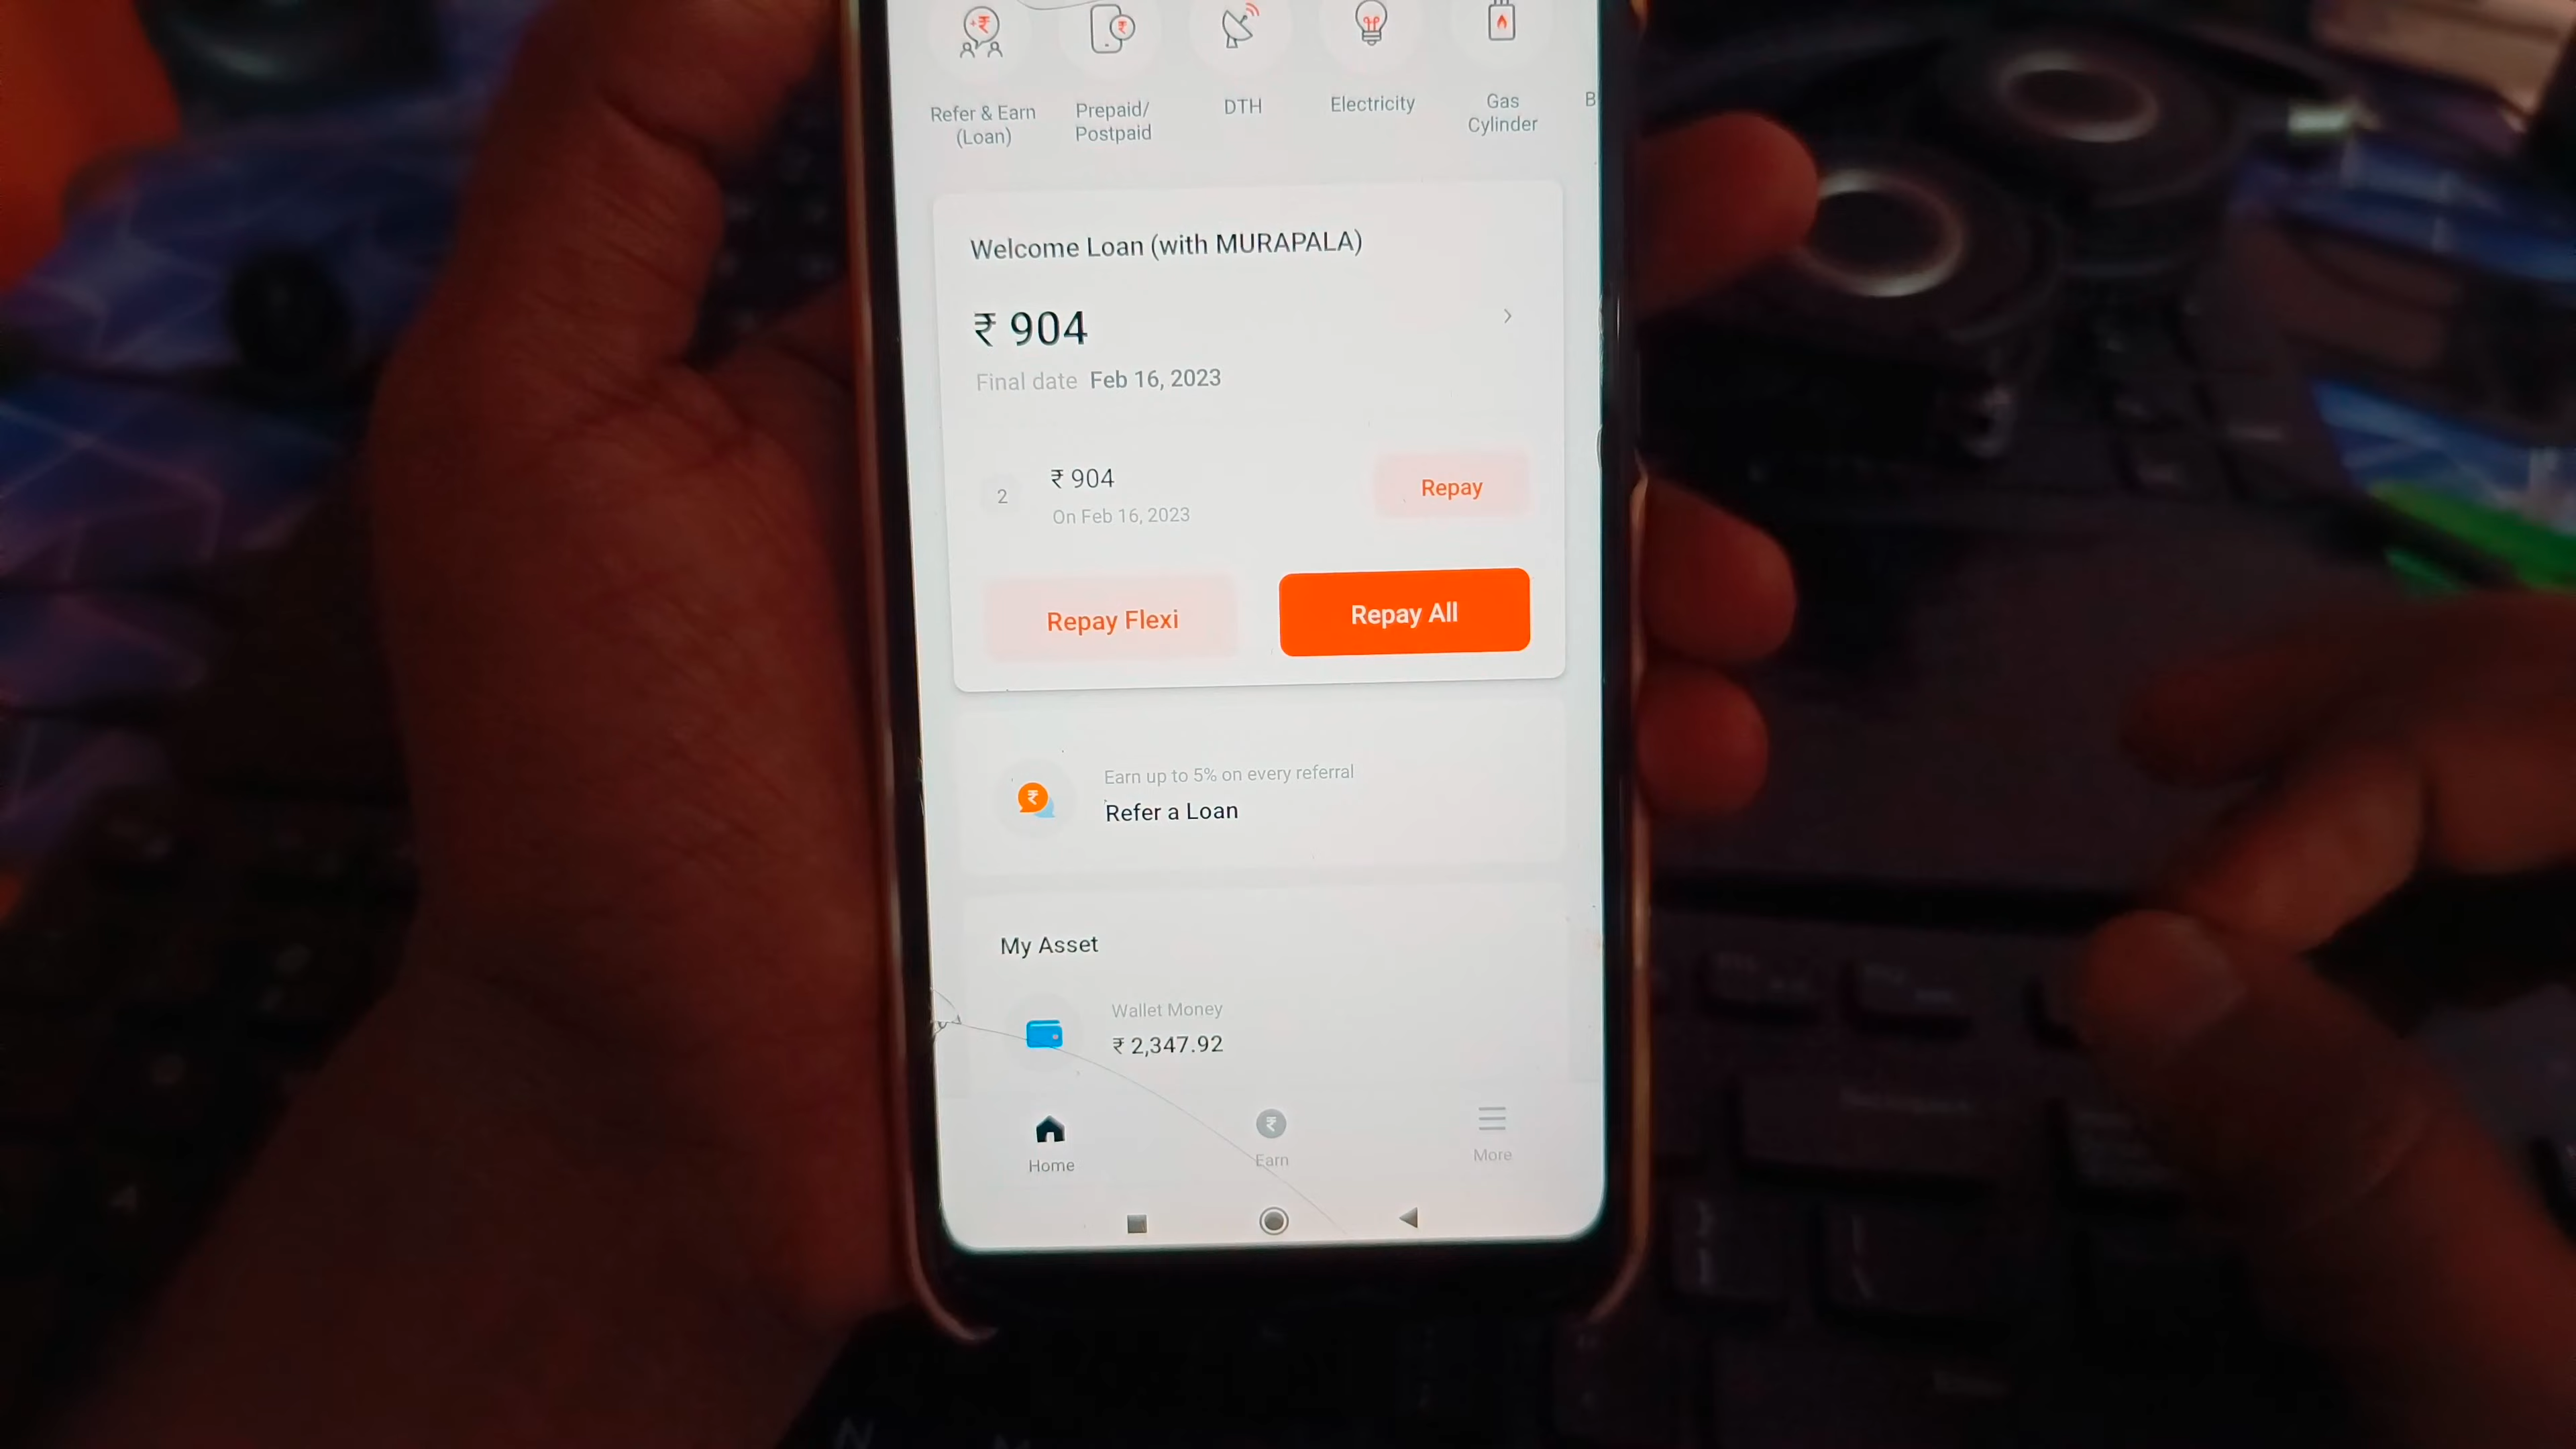 Refer & Earn
(Loan)
Prepaid/
Postpaid
DTH
Electricity
Gas
Cylinder
B
Welcome Loan (with MURAPALA)
₹ 904
Final date Feb 16, 2023
2
₹ 904
On Feb 16, 2023
Repay
Repay Flexi
Repay All
Earn up to 5% on every referral
Refer a Loan
My Asset
Wallet Money
₹ 2,347.92
Home
Earn
More